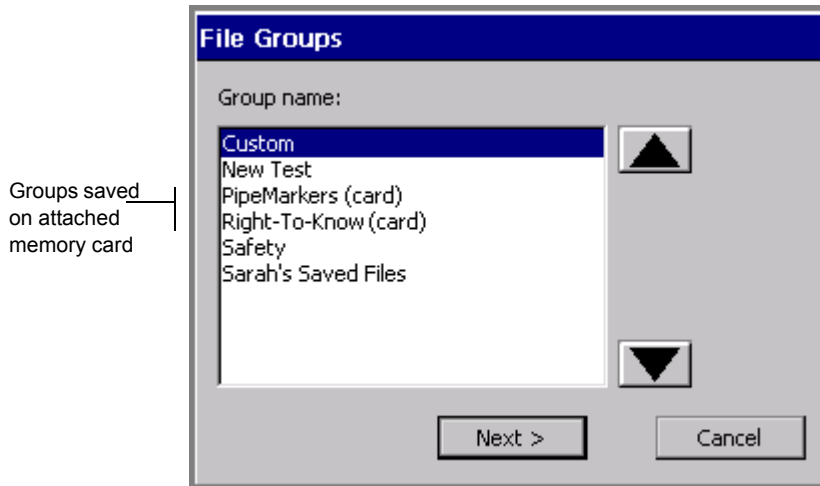 File Groups
Group name:
Custom
New Test
PipeMarkers (card)
Right-To-Know (card)
Safety
Sarah's Saved Files
Groups saved
on attached
memory card
Next >
Cancel